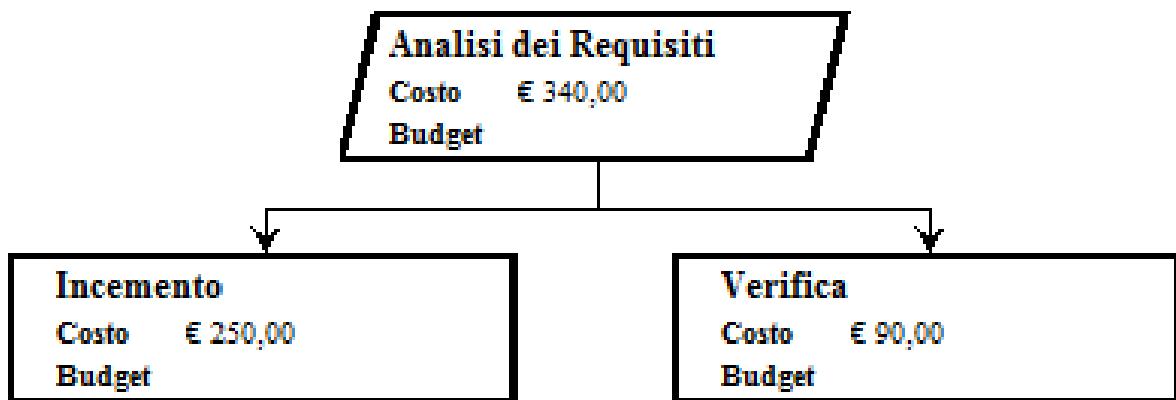 Analisi dei Requisiti
Costo € 340,00
Budget
Incemento
Costo € 250,00
Budget
Verifica
Costo € 90,00
Budget